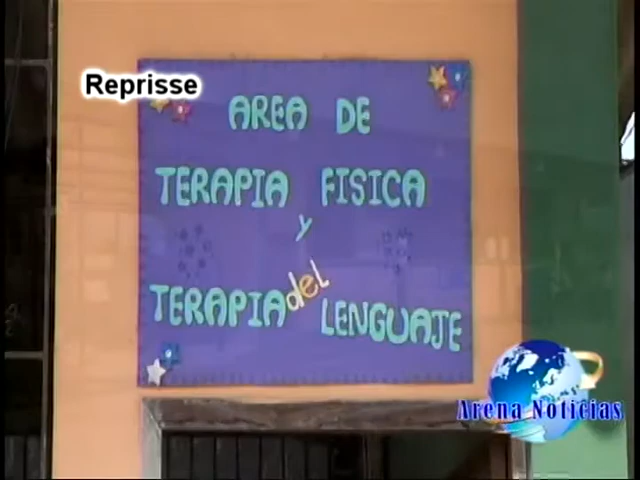 Reprisse
AREA DE
TERAPIA FISICA
Y
TERAPIA del LENGUAJE
Arena Noticias